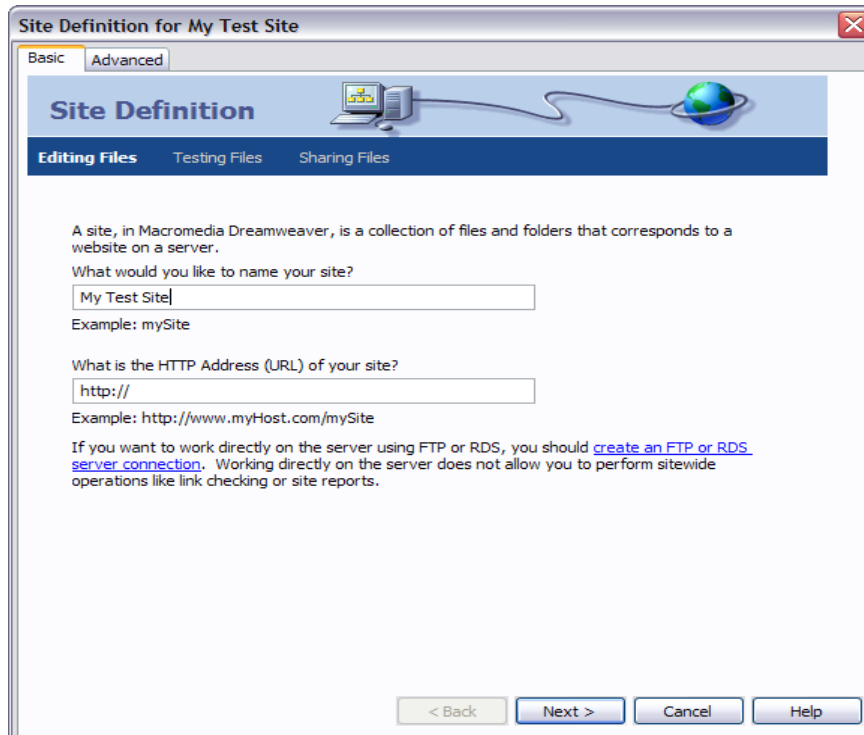 Site Definition for My Test Site
Basic Advanced
Site Definition
Editing Files Testing Files Sharing Files
A site, in Macromedia Dreamweaver, is a collection of files and folders that corresponds to a
website on a server.
What would you like to name your site?
My Test Site
Example: mySite
What is the HTTP Address (URL) of your site?
http://
Example: http://www.myHost.com/mySite
If you want to work directly on the server using FTP or RDS, you should create an FTP or RDS
server connection. Working directly on the server does not allow you to perform sitewide
operations like link checking or site reports.
< Back Next > Cancel Help